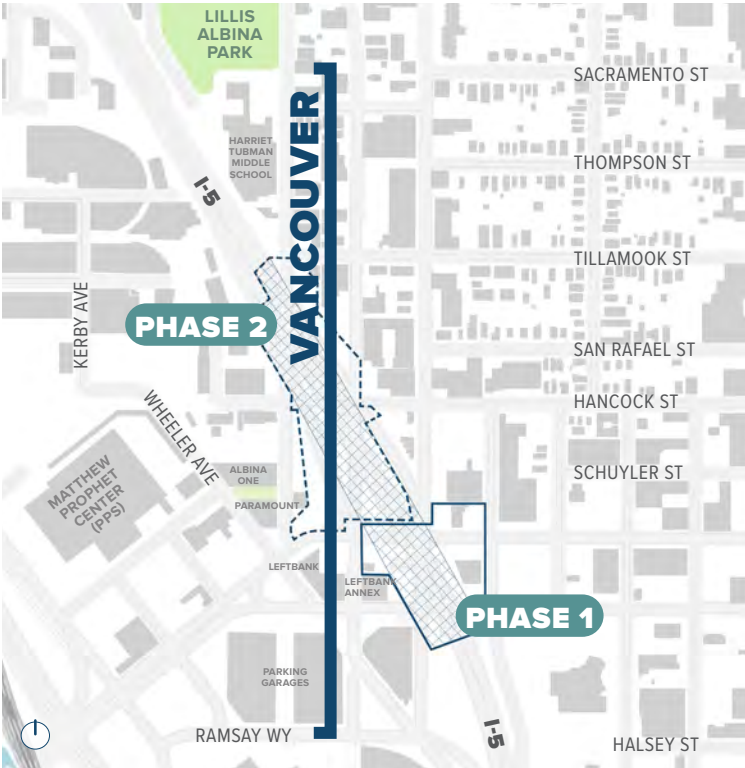 LILLIS
ALBINA
PARK
SACRAMENTO ST
VANCOUVER
HARRIET
TUBMAN
MIDDLE
SCHOOL
THOMPSON ST
I-5
TILLAMOOK ST
KERBY AVE
PHASE 2
SAN RAFAEL ST
HANCOCK ST
WHEELER AVE
MATTHEW
PROPHET
CENTER
(PPS)
ALBINA
ONE
SCHUYLER ST
PARAMOUNT
LEFTBANK
LEFTBANK
ANNEX
PHASE 1
PARKING
GARAGES
RAMSAY WY
I-5
HALSEY ST